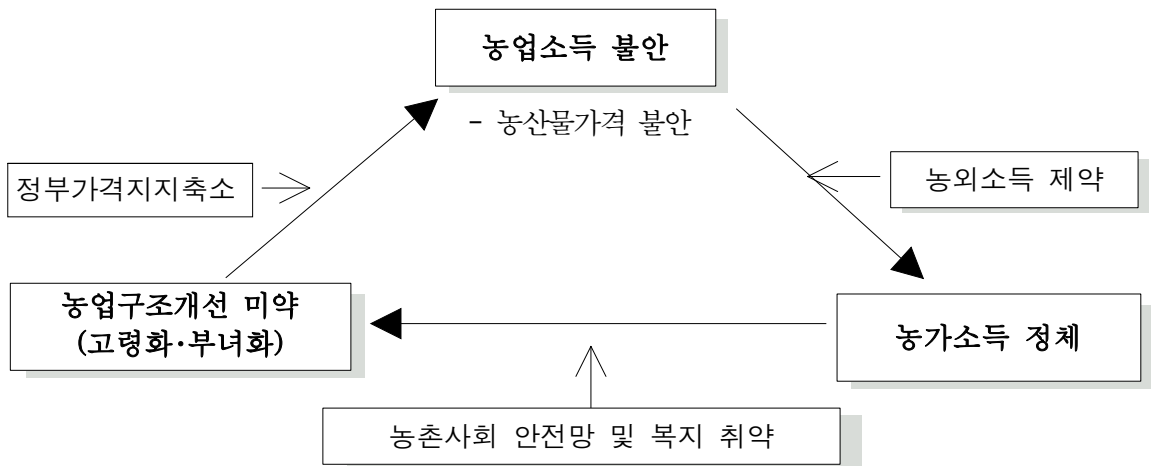 농업소득 불안
- 농산물가격 불안
정부가격지지축소
농외소득 제약
농업구조개선 미약
(고령화·부녀화)
농가소득 정체
농촌사회 안전망 및 복지 취약